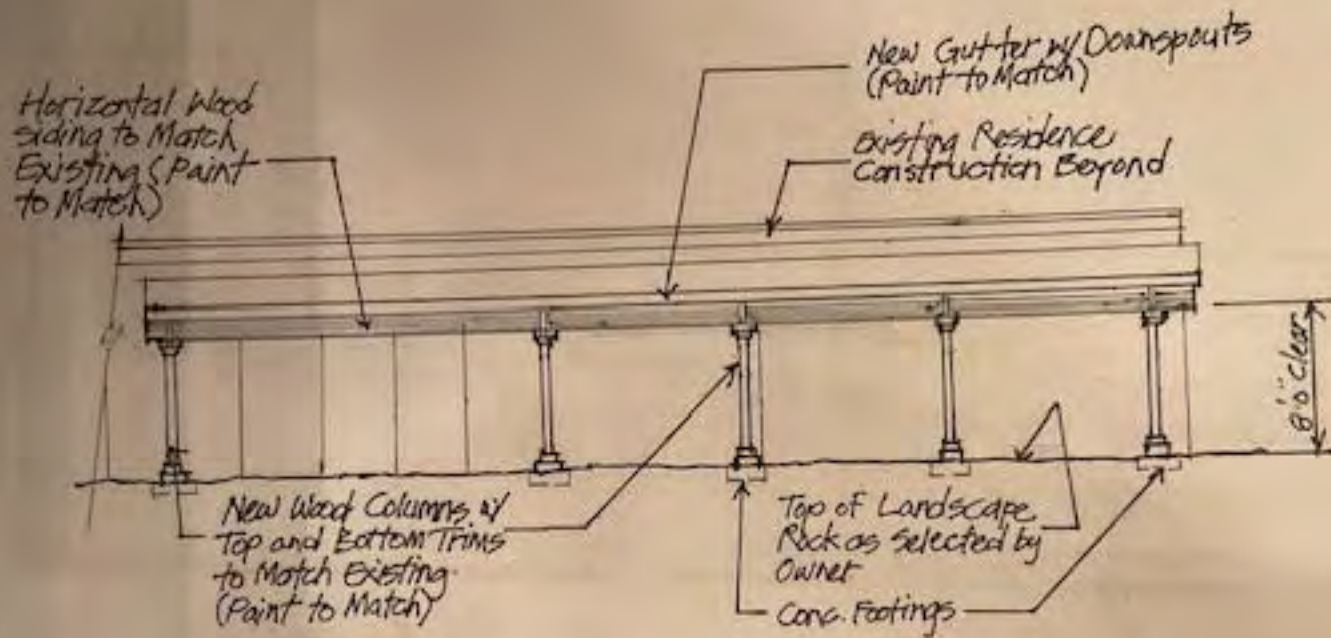 New Gutter w/ Downspouts
(Paint to Match)
Horizontal Wood
siding to Match
Existing (Paint
to Match)
existing Residence
Construction Beyond
8'0" Clear
New Wood Columns w/
Top and Bottom Trims
to Match Existing.
(Paint to Match)
Top of Landscape
Rock as selected by
Owner
Conc. Footings